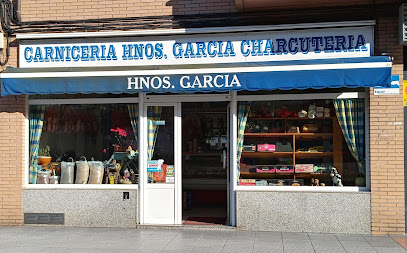 CARNICERIA HNOS. GARCIA CHARCUTERIA
HNOS. GARCIA